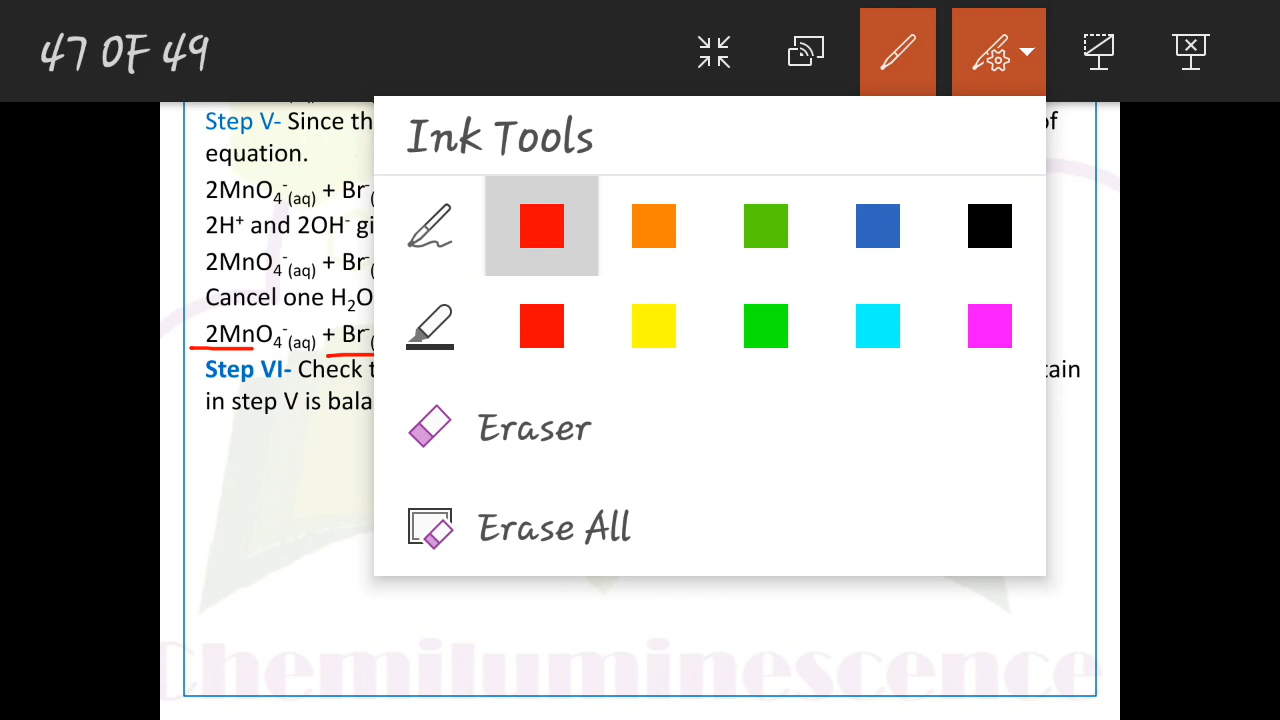 47 OF 49
Ink Tools
Eraser
Erase All
Step V- Since th of
equation.
2MnO₄⁻(aq) + Br⁻(
2H⁺ and 2OH⁻ gi
2MnO₄⁻(aq) + Br⁻(
Cancel one H₂O
2MnO₄⁻(aq) + Br⁻(
Step VI- Check t tain
in step V is bala
Chemiluminescence